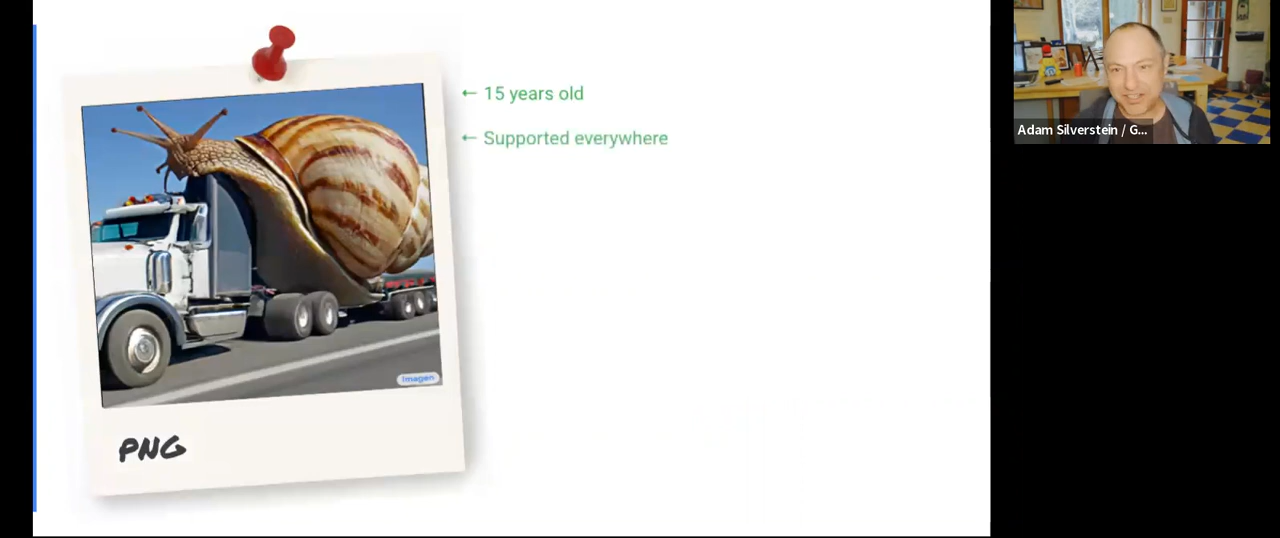 ← 15 years old
← Supported everywhere
Imagen
PNG
Adam Silverstein / G...